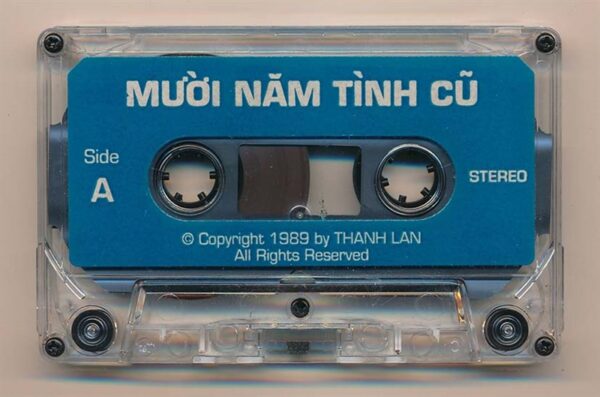 MƯỜI NĂM TÌNH CŨ
Side
A
STEREO
© Copyright 1989 by THANH LAN
All Rights Reserved